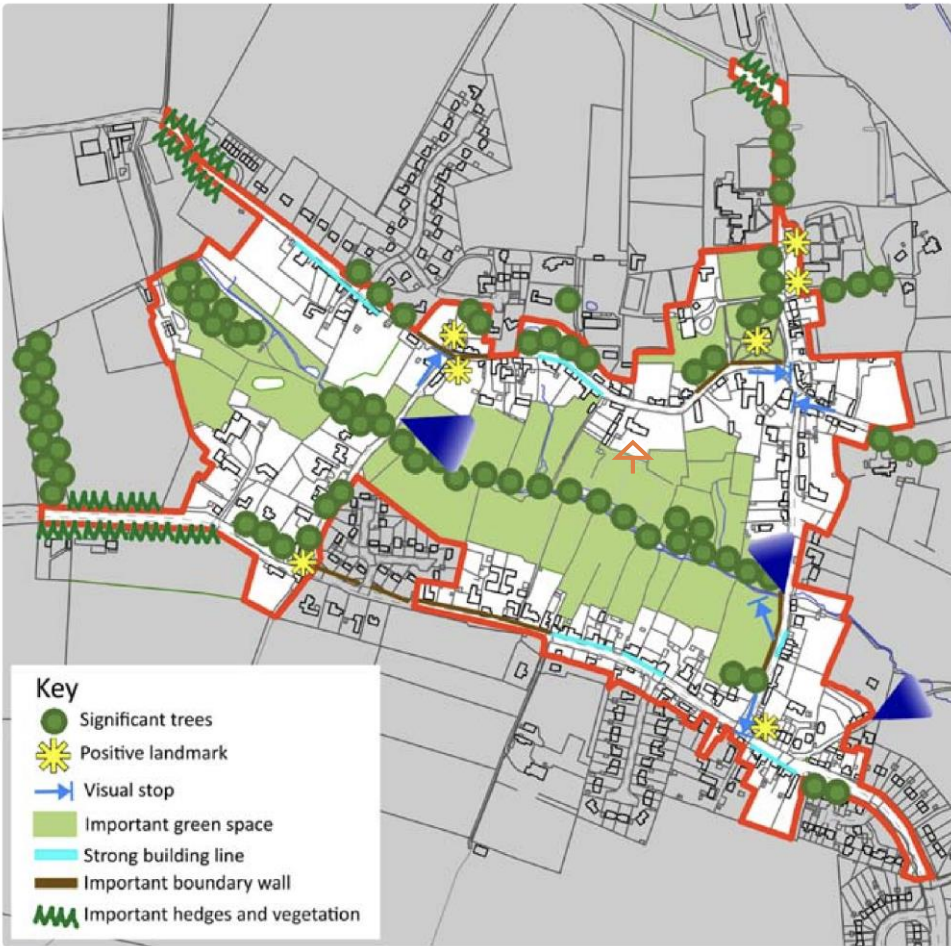 Key
Significant trees
Positive landmark
Visual stop
Important green space
Strong building line
Important boundary wall
Important hedges and vegetation